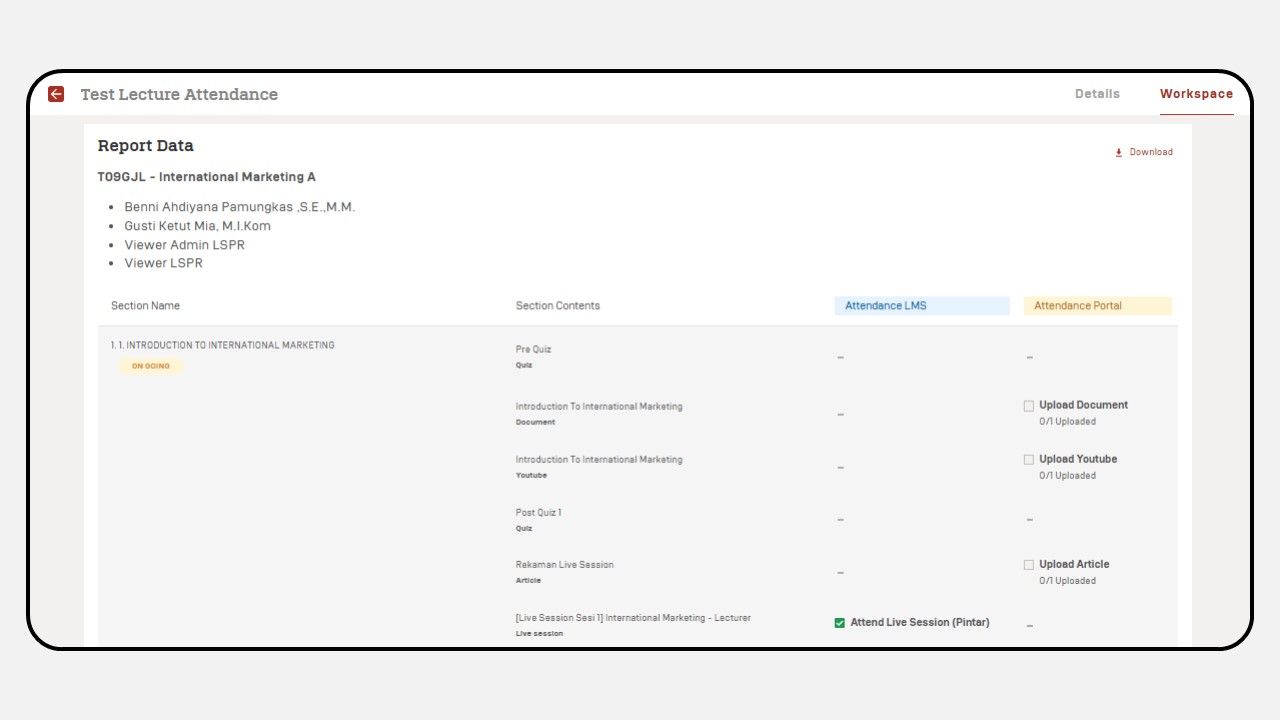 Test Lecture Attendance
Details
Workspace
Report Data
Download
T09GJL - International Marketing A
• Benni Ahdiyana Pamungkas ,S.E.,M.M.
• Gusti Ketut Mia, M.I.Kom
• Viewer Admin LSPR
• Viewer LSPR
Section Name
Section Contents
Attendance LMS
Attendance Portal
1. 1. INTRODUCTION TO INTERNATIONAL MARKETING
ON GOING
Pre Quiz
Quiz
–
–
Introduction To International Marketing
Document
–
Upload Document
0/1 Uploaded
Introduction To International Marketing
Youtube
–
Upload Youtube
0/1 Uploaded
Post Quiz 1
Quiz
–
–
Rekaman Live Session
Article
–
Upload Article
0/1 Uploaded
[Live Session Sesi 1] International Marketing - Lecturer
Live session
Attend Live Session (Pintar)
–